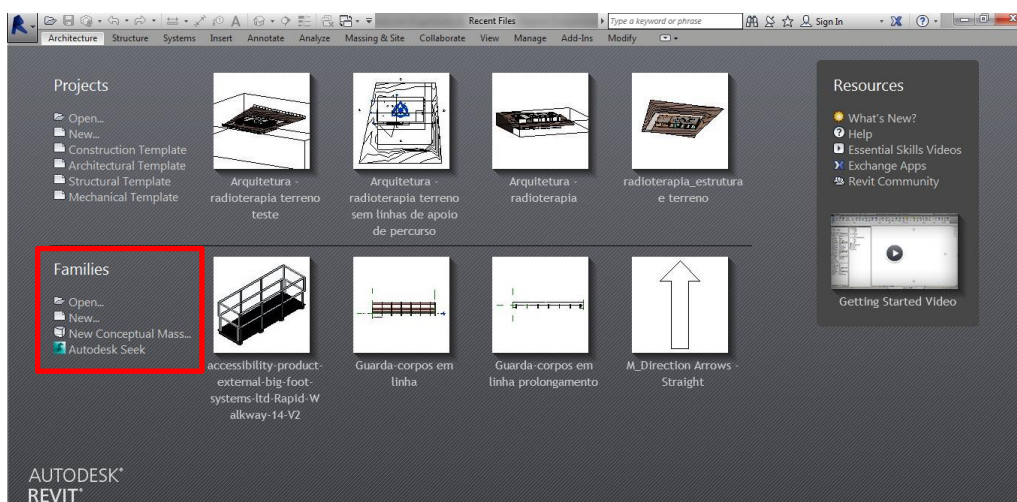 Recent Files
Type a keyword or phrase
Sign In
Architecture Structure Systems Insert Annotate Analyze Massing & Site Collaborate View Manage Add-Ins Modify
Projects
Open...
New...
Construction Template
Architectural Template
Structural Template
Mechanical Template
Arquitetura -
radioterapia terreno
teste
Arquitetura -
radioterapia terreno
sem linhas de apoio
de percurso
Arquitetura -
radioterapia
radioterapia_estrutura
e terreno
Families
Open...
New...
New Conceptual Mass...
Autodesk Seek
accessibility-product-
external-big-foot-
systems-ltd-Rapid-W
alkway-14-V2
Guarda-corpos em
linha
Guarda-corpos em
linha prolongamento
M_Direction Arrows -
Straight
Resources
What's New?
Help
Essential Skills Videos
Exchange Apps
Revit Community
Getting Started Video
AUTODESK®
REVIT®